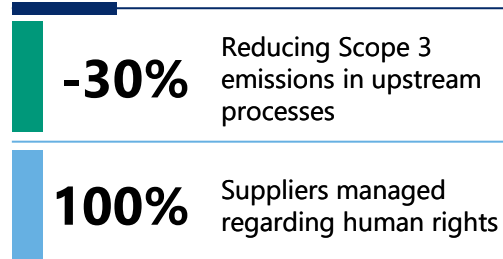 -30%
Reducing Scope 3
emissions in upstream
processes
100%
Suppliers managed
regarding human rights